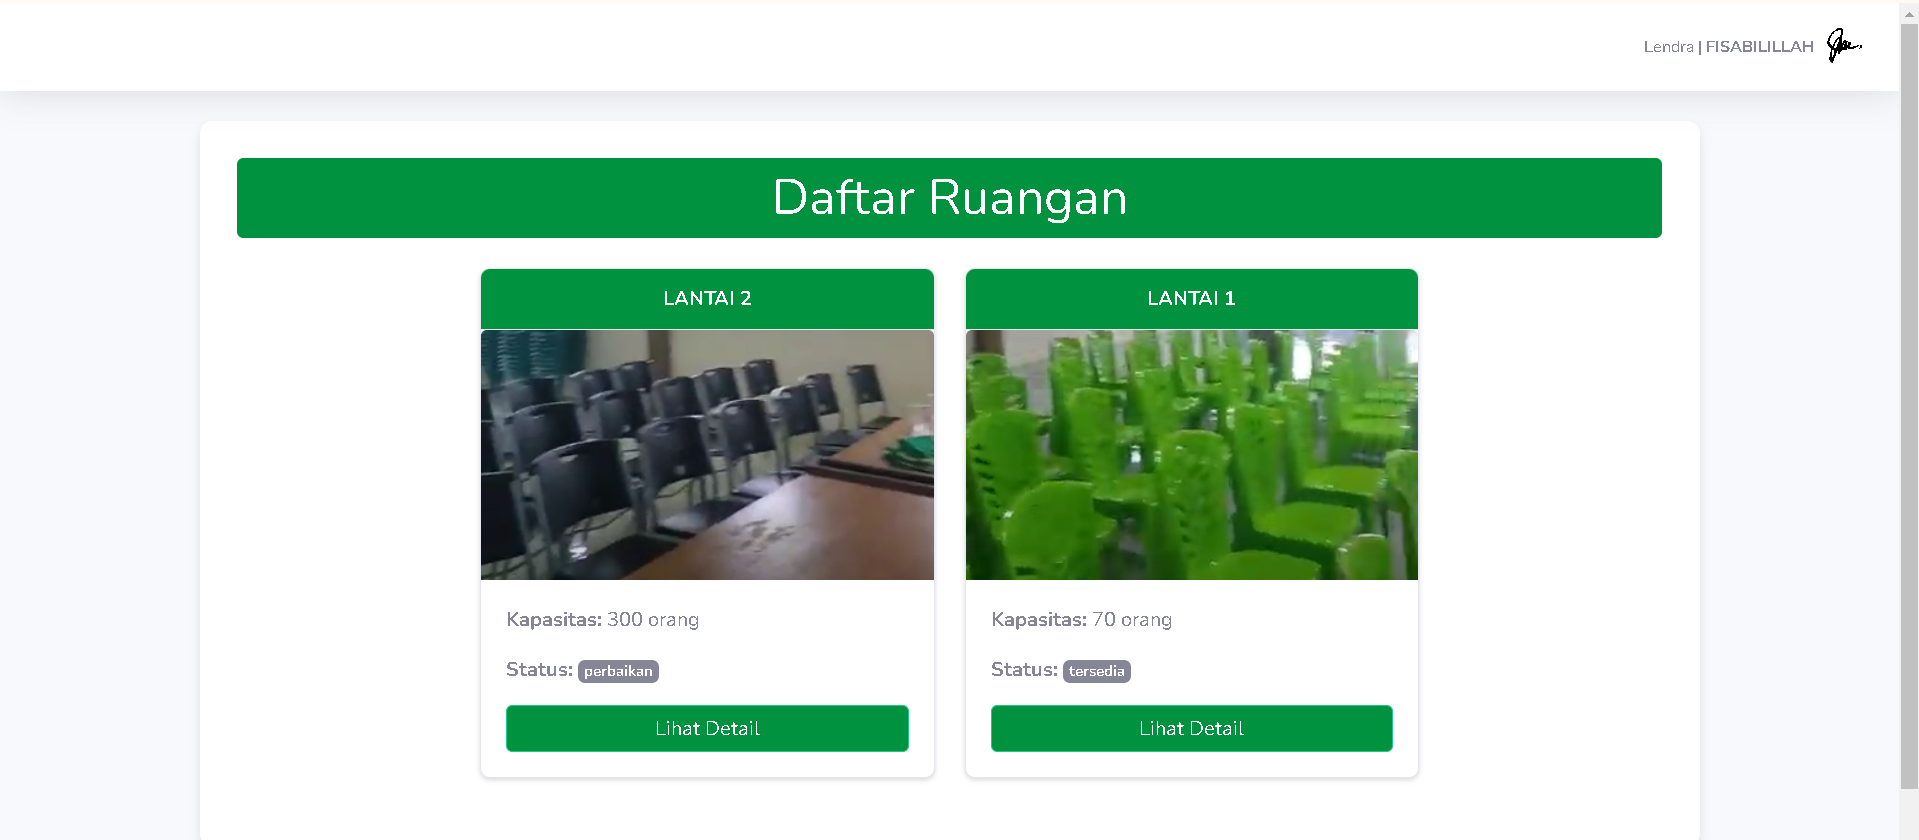 Lendra | FISABILILLAH
Daftar Ruangan
LANTAI 2
Kapasitas: 300 orang
Status: perbaikan
Lihat Detail
LANTAI 1
Kapasitas: 70 orang
Status: tersedia
Lihat Detail